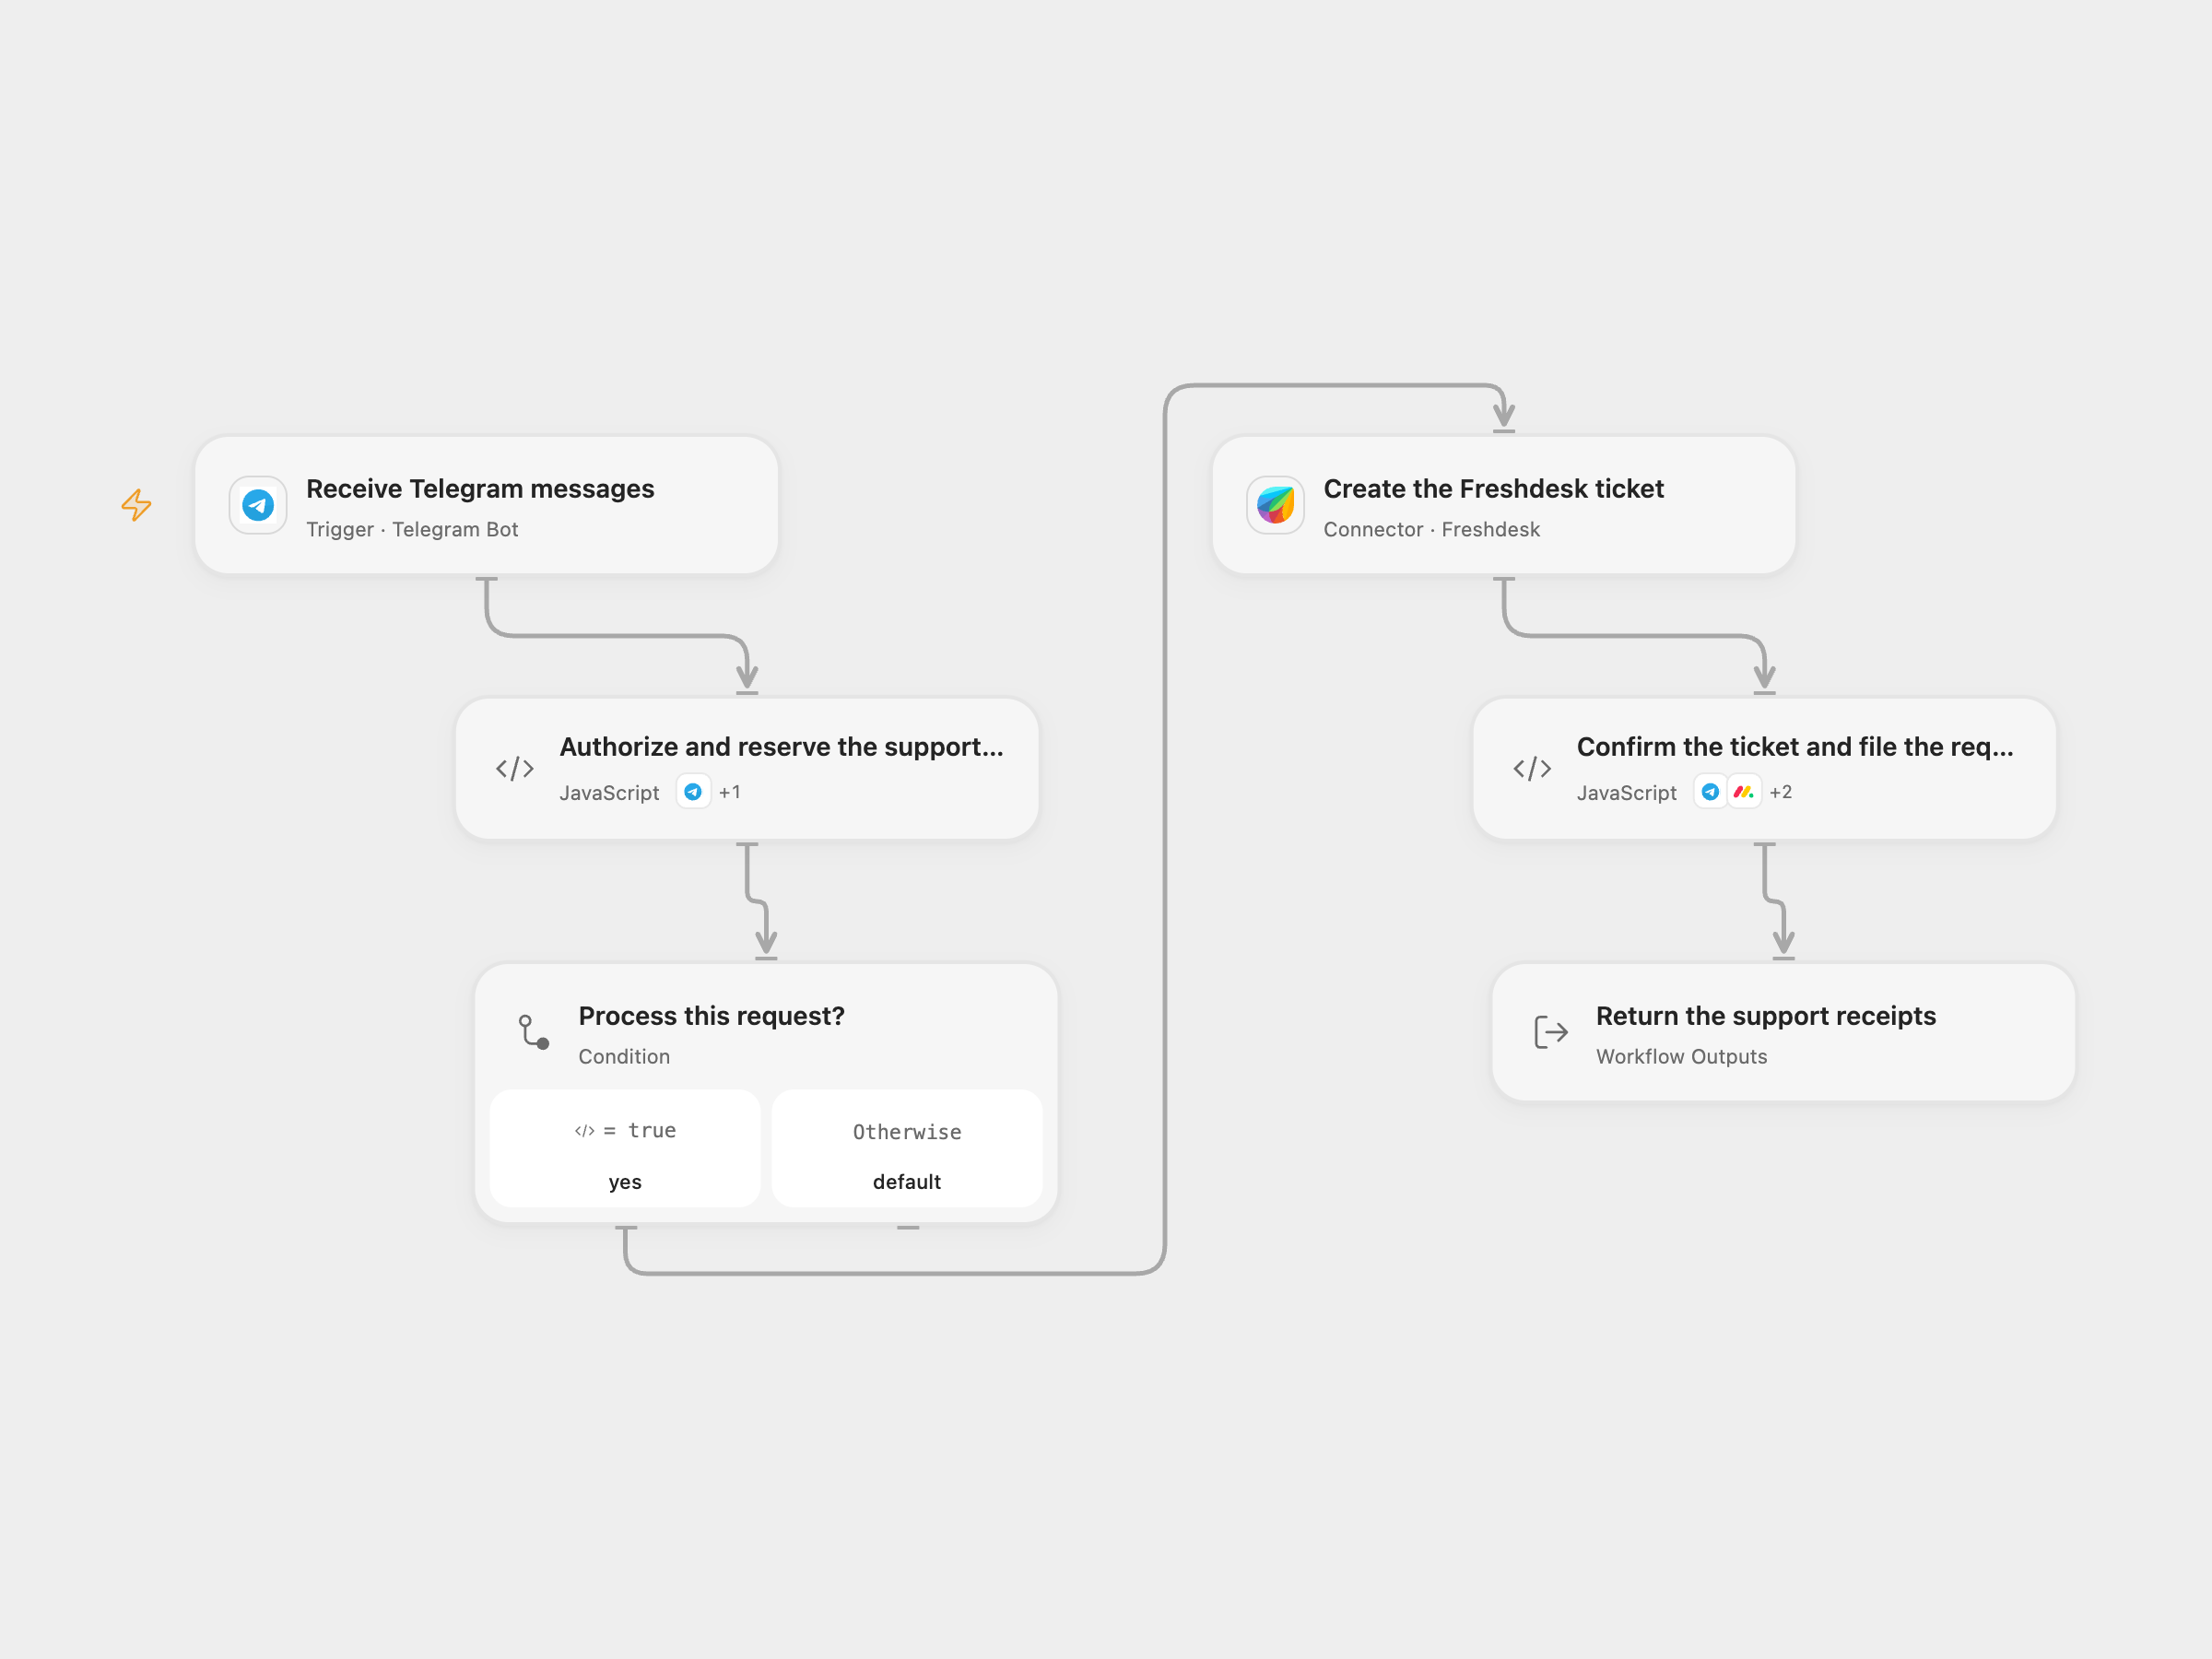 Receive Telegram messages
Trigger · Telegram Bot
Authorize and reserve the support...
JavaScript +1
Process this request?
Condition
</> = true
yes
Otherwise
default
Create the Freshdesk ticket
Connector · Freshdesk
Confirm the ticket and file the req...
JavaScript +2
Return the support receipts
Workflow Outputs